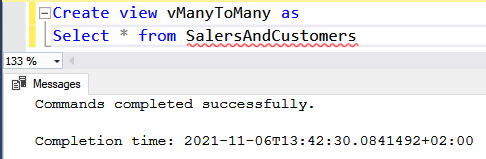 Create view vManyToMany as
Select * from SalersAndCustomers
133 %
Messages
Commands completed successfully.
Completion time: 2021-11-06T13:42:30.0841492+02:00